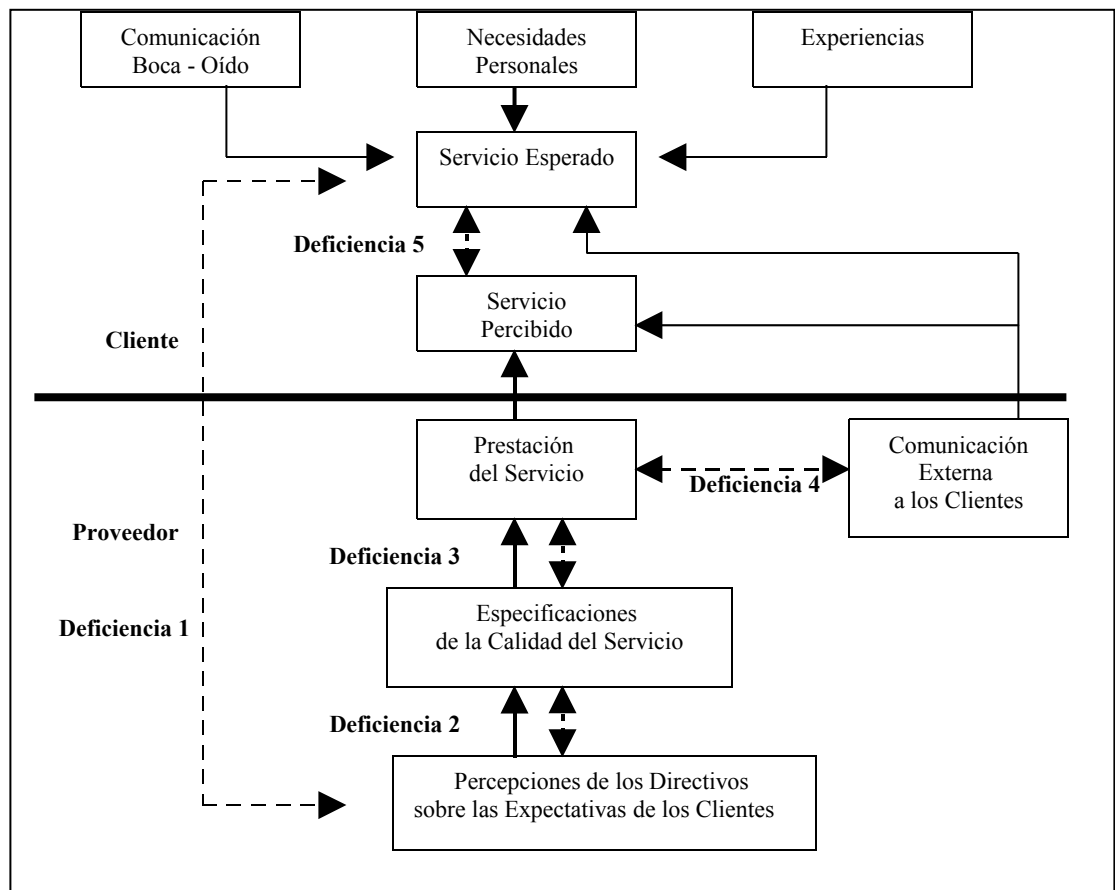 Comunicación
Boca - Oído
Necesidades
Personales
Experiencias
Servicio Esperado
Deficiencia 5
Servicio
Percibido
Cliente
Prestación
del Servicio
Comunicación
Externa
a los Clientes
Deficiencia 4
Proveedor
Deficiencia 3
Especificaciones
de la Calidad del Servicio
Deficiencia 1
Deficiencia 2
Percepciones de los Directivos
sobre las Expectativas de los Clientes